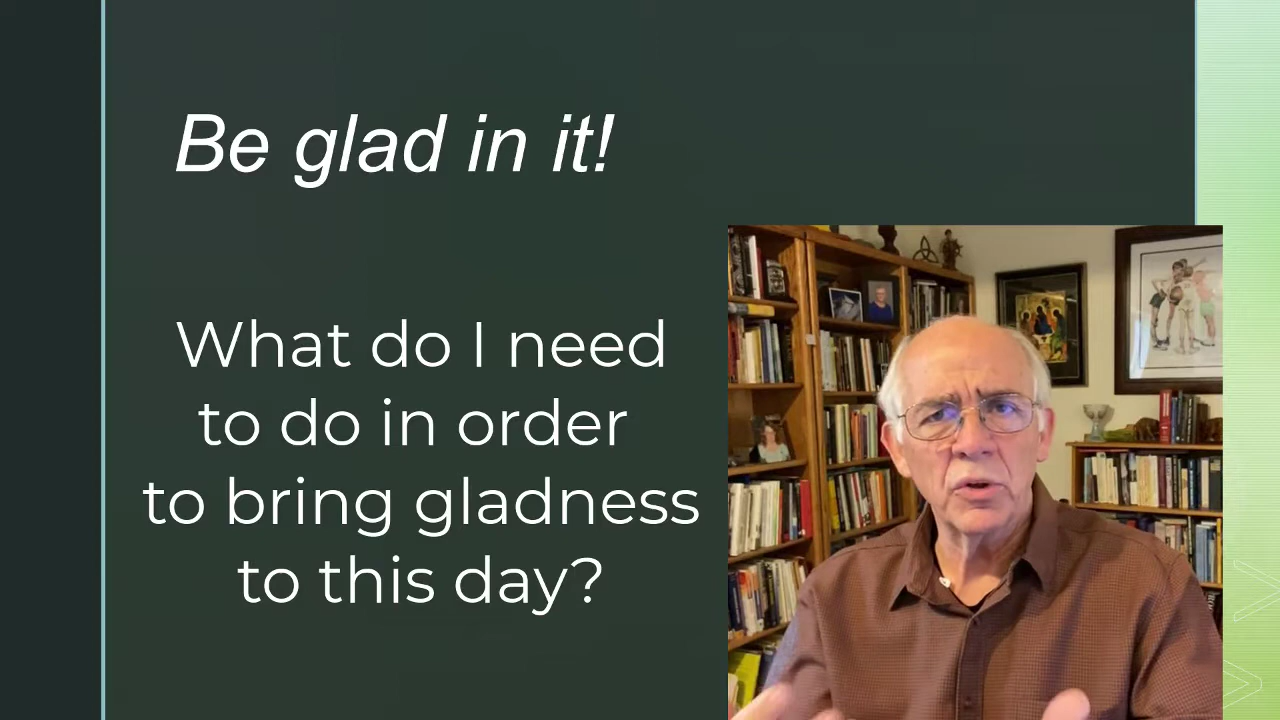 Be glad in it!
What do I need
to do in order
to bring gladness
to this day?